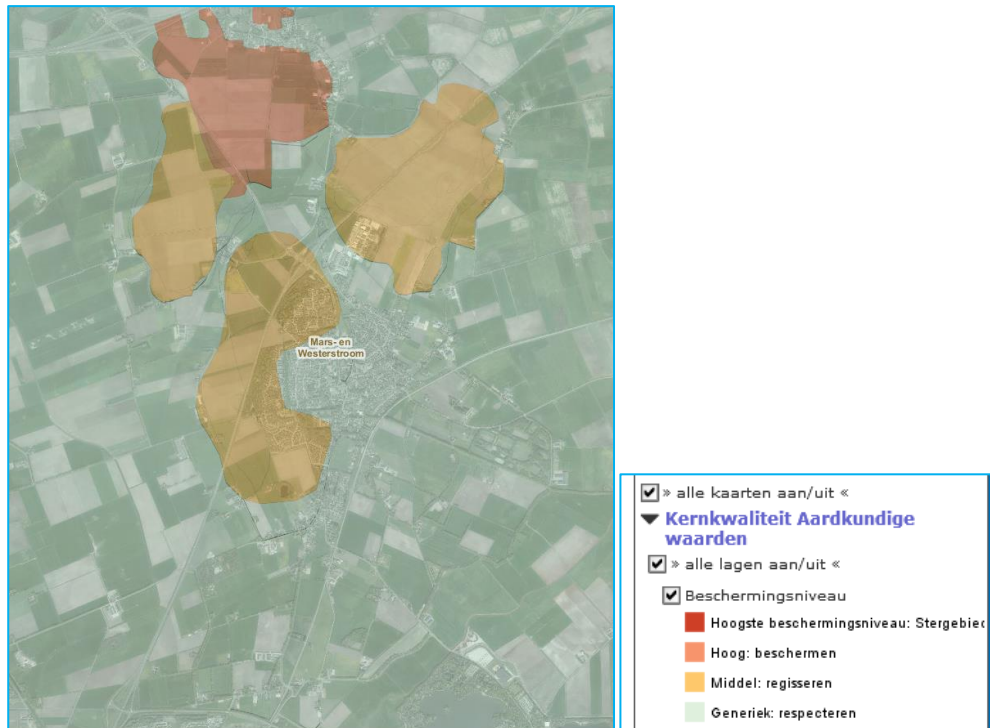 Mars- en
Westerstroom
» alle kaarten aan/uit «
Kernkwaliteit Aardkundige
waarden
» alle lagen aan/uit «
Beschermingsniveau
Hoogste beschermingsniveau: Stergebied
Hoog: beschermen
Middel: regisseren
Generiek: respecteren